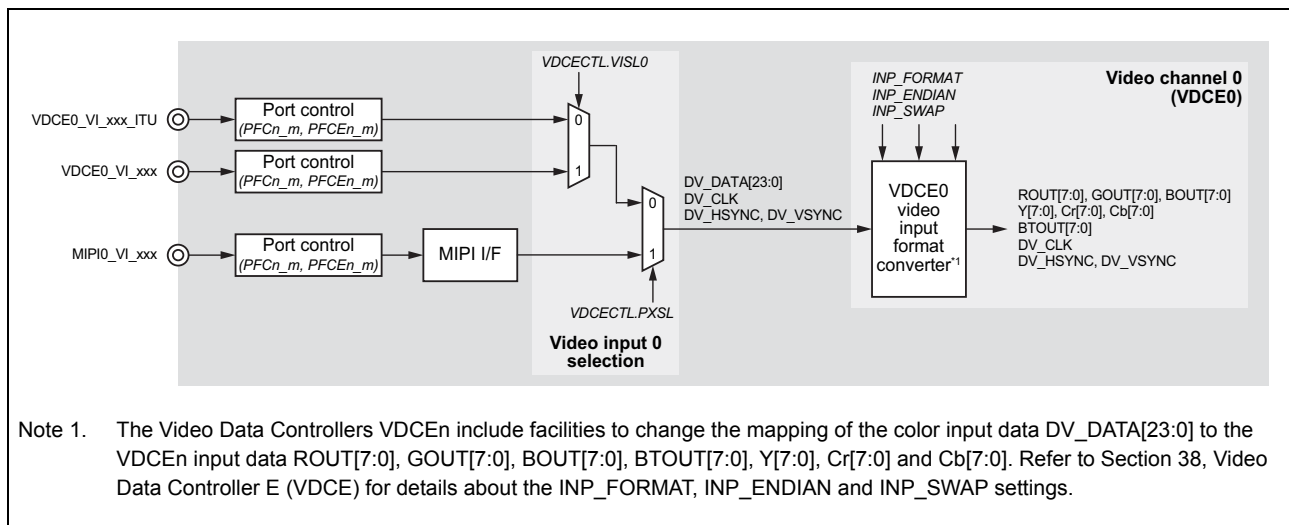 VDCECTL.VISL0
INP_FORMAT
INP_ENDIAN
INP_SWAP
Video channel 0
(VDCE0)
VDCE0_VI_xxx_ITU
Port control
(PFCn_m, PFCEn_m)
0
VDCE0_VI_xxx
Port control
(PFCn_m, PFCEn_m)
1
DV_DATA[23:0]
DV_CLK
DV_HSYNC, DV_VSYNC
0
VDCE0
video
input
format
converter*1
ROUT[7:0], GOUT[7:0], BOUT[7:0]
Y[7:0], Cr[7:0], Cb[7:0]
BTOUT[7:0]
DV_CLK
DV_HSYNC, DV_VSYNC
MIPI0_VI_xxx
Port control
(PFCn_m, PFCEn_m)
MIPI I/F
1
VDCECTL.PXSL
Video input 0
selection
Note 1. The Video Data Controllers VDCEn include facilities to change the mapping of the color input data DV_DATA[23:0] to the
VDCEn input data ROUT[7:0], GOUT[7:0], BOUT[7:0], BTOUT[7:0], Y[7:0], Cr[7:0] and Cb[7:0]. Refer to Section 38, Video
Data Controller E (VDCE) for details about the INP_FORMAT, INP_ENDIAN and INP_SWAP settings.